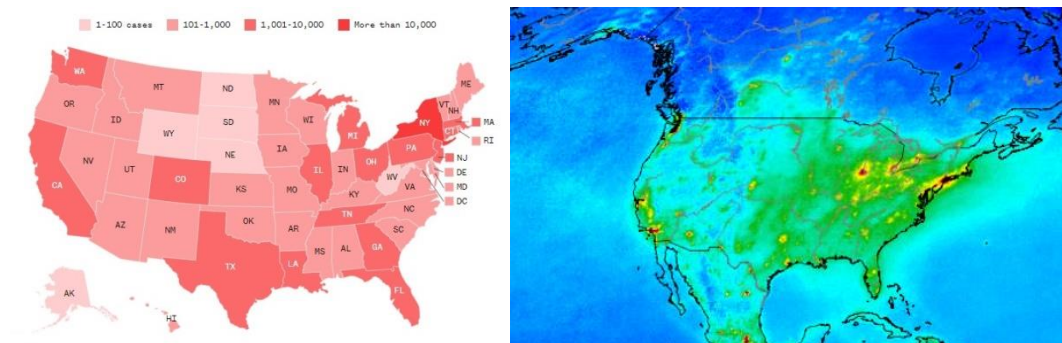 1-100 cases 101-1,000 1,001-10,000 More than 10,000
WA
MT
ND
MN
ME
VT
NH
OR
ID
SD
WI
MI
NY
MA
WY
IA
CT
RI
NE
PA
NJ
NV
UT
CO
IL
IN
OH
DE
WV
MD
CA
KS
MO
KY
VA
DC
NC
TN
AZ
NM
OK
AR
SC
MS
AL
GA
TX
LA
FL
AK
HI